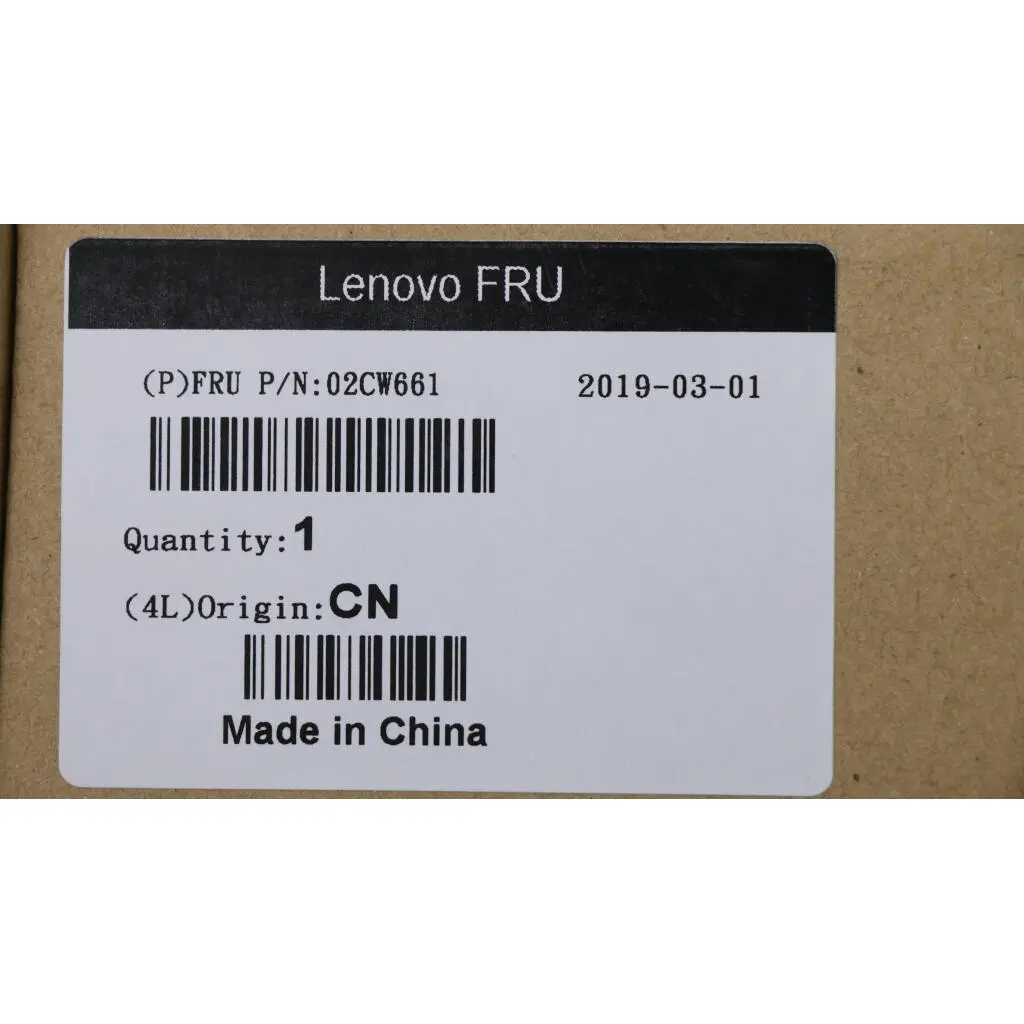 Lenovo FRU
(P)FRU P/N:02CW661 2019-03-01
Quantity:1
(4L)Origin:CN
Made in China